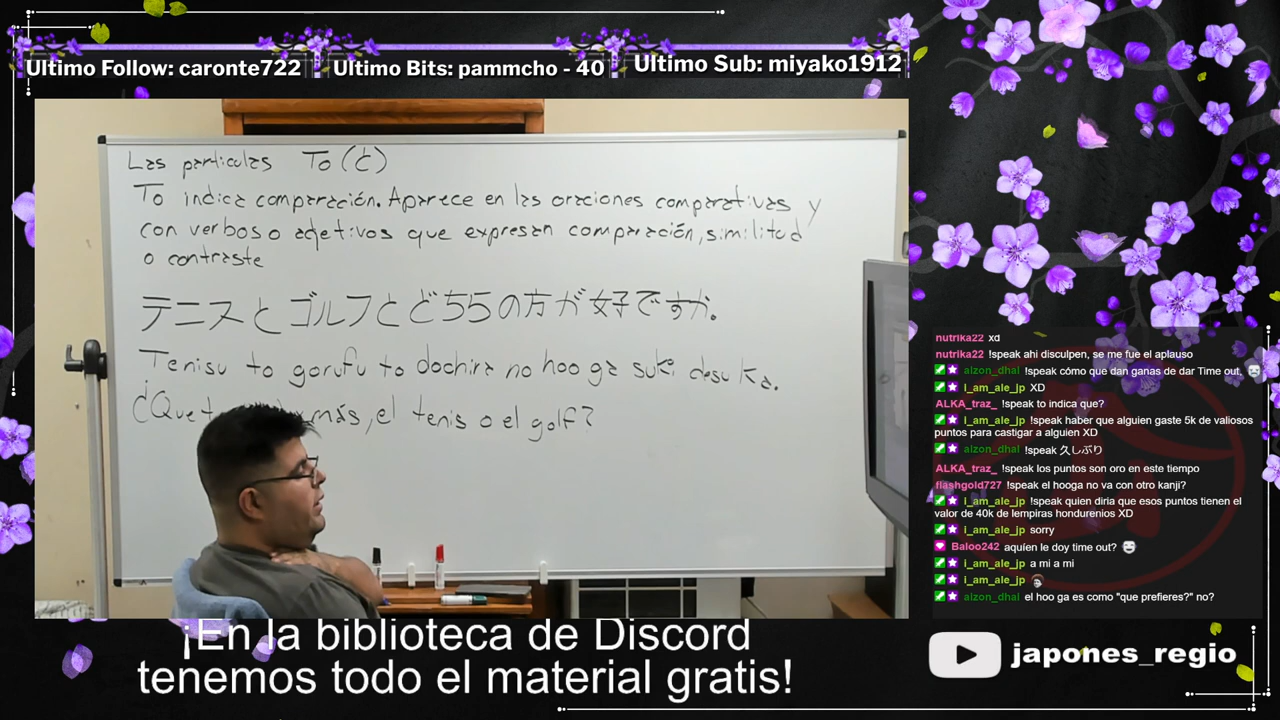 Ultimo Follow: caronte722
Ultimo Bits: pammcho - 40
Ultimo Sub: miyako1912
Las particulas To (と)
To indica comparación. Aparece en las oraciones comparativas y
con verbos o adjetivos que expresan comparación, similitud
o contraste
テニスとゴルフとどちらの方が好ですか。
Tenisu to gorufu to dochira no hoo ga suki desu ka.
más, el tenis o el golf?
nutrika22 xd
nutrika22 !speak ahi disculpen, se me fue el aplauso
aizon_dhal !speak cómo que dan ganas de dar Time out.
i_am_ale_jp XD
ALKA_traz_ !speak to indica que?
i_am_ale_jp !speak haber que alguien gaste 5k de valiosos
puntos para castigar a alguien XD
aizon_dhal !speak 久しぶり
ALKA_traz_ !speak los puntos son oro en este tiempo
flashgold727 !speak el hooga no va con otro kanji?
i_am_ale_jp !speak quien diria que esos puntos tienen el
valor de 40k de lempiras hondurenios XD
i_am_ale_jp sorry
Baloo242 aquíen le doy time out?
i_am_ale_jp a mi a mi
i_am_ale_jp
aizon_dhal el hoo ga es como "que prefieres?" no?
¡En la biblioteca de Discord
tenemos todo el material gratis!
japones_regio